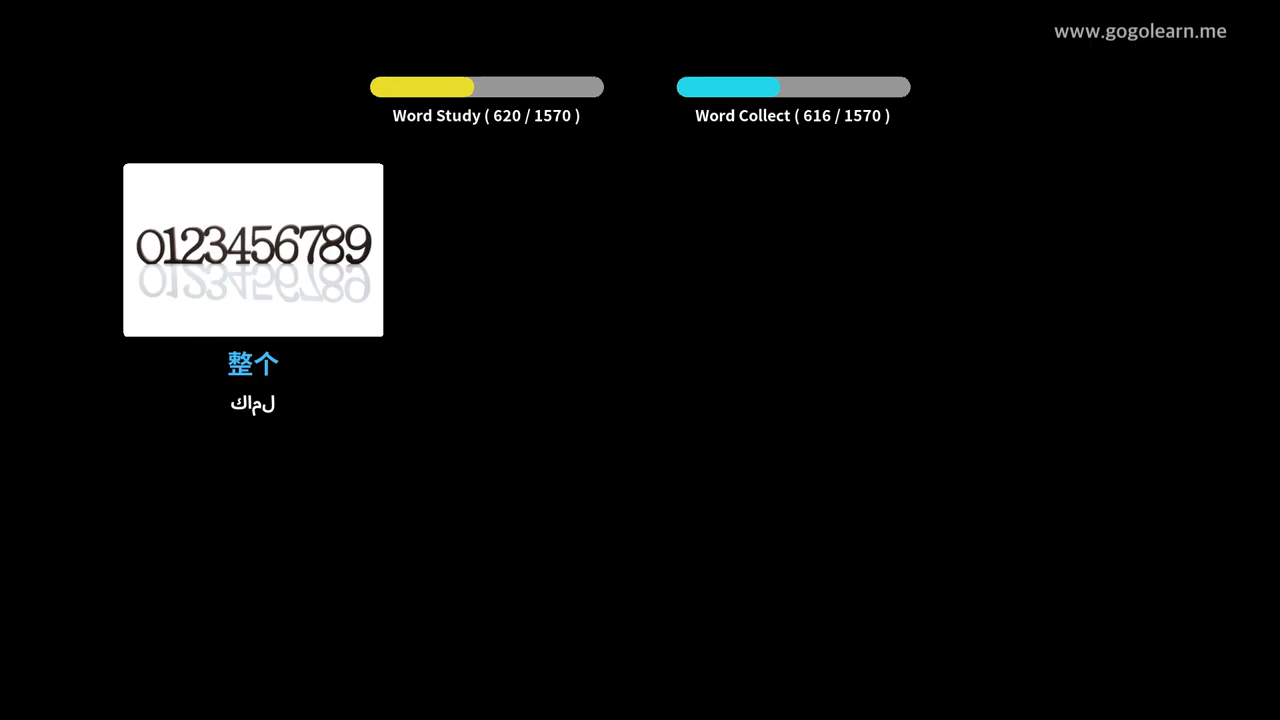 www.gogolearn.me
Word Study ( 620 / 1570 )
Word Collect ( 616 / 1570 )
0123456789
整个
كامل